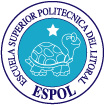 ESCUELA SUPERIOR POLITECNICA DEL LITORAL
ESPOL